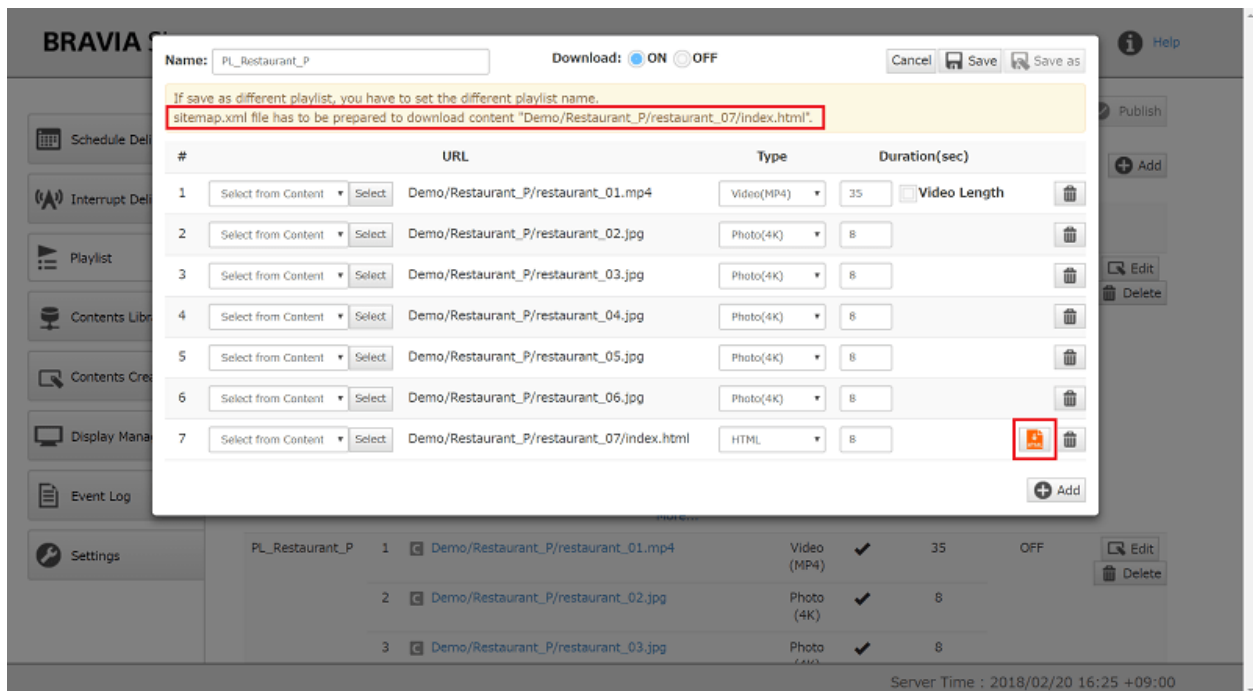 BRAVIA
Help
Name: PL_Restaurant_P Download: ON OFF Cancel Save Save as
If save as different playlist, you have to set the different playlist name.
sitemap.xml file has to be prepared to download content "Demo/Restaurant_P/restaurant_07/index.html".
Publish
Add
# URL Type Duration(sec)
1 Select from Content Select Demo/Restaurant_P/restaurant_01.mp4 Video(MP4) 35 Video Length
2 Select from Content Select Demo/Restaurant_P/restaurant_02.jpg Photo(4K) 8
3 Select from Content Select Demo/Restaurant_P/restaurant_03.jpg Photo(4K) 8
4 Select from Content Select Demo/Restaurant_P/restaurant_04.jpg Photo(4K) 8
5 Select from Content Select Demo/Restaurant_P/restaurant_05.jpg Photo(4K) 8
6 Select from Content Select Demo/Restaurant_P/restaurant_06.jpg Photo(4K) 8
7 Select from Content Select Demo/Restaurant_P/restaurant_07/index.html HTML 8
Add
Schedule Deli
Interrupt Deli
Playlist
Contents Libr
Contents Crea
Display Mana
Event Log
Settings
Edit
Delete
More...
PL_Restaurant_P 1 Demo/Restaurant_P/restaurant_01.mp4 Video 35 OFF Edit
(MP4) Delete
2 Demo/Restaurant_P/restaurant_02.jpg Photo 8
(4K)
3 Demo/Restaurant_P/restaurant_03.jpg Photo 8
(4K)
Server Time : 2018/02/20 16:25 +09:00